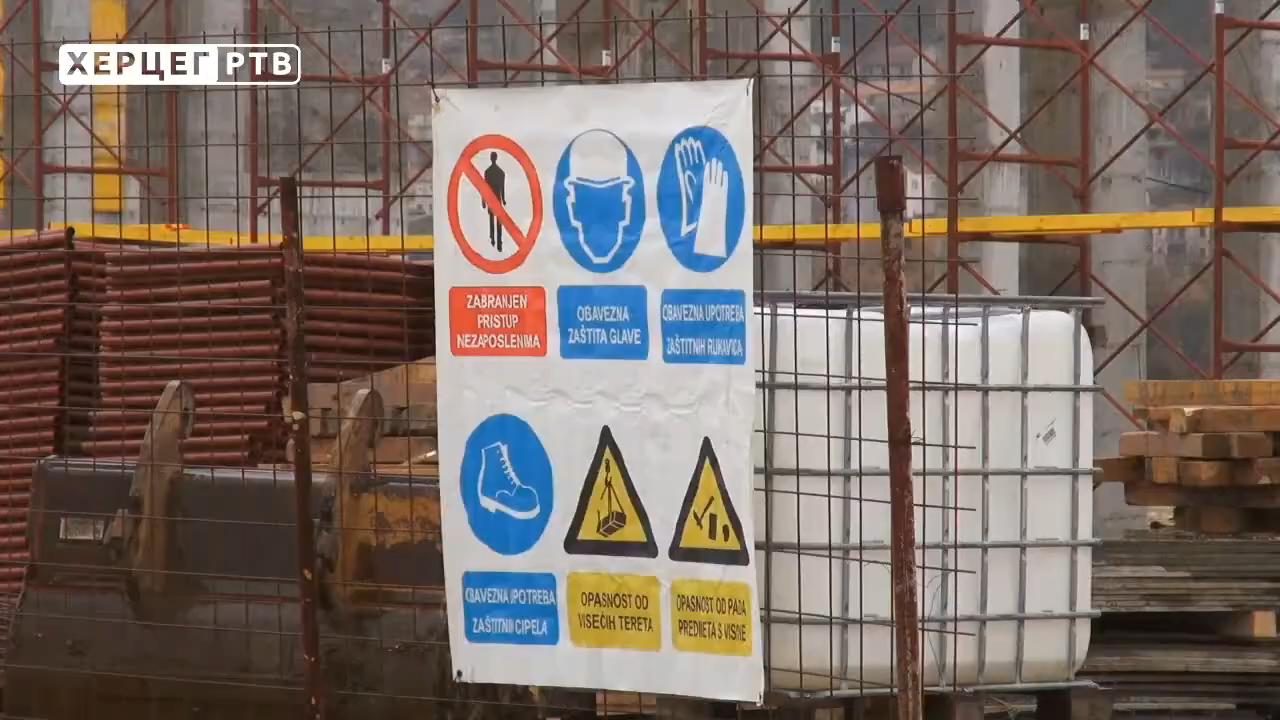 ХЕРЦЕГ РТВ
ZABRANJEN
PRISTUP
NEZAPOSLENIMA
OBAVEZNA
ZAŠTITA GLAVE
OBAVEZNA UPOTREBA
ZAŠTITNIH RUKAVICA
OBAVEZNA UPOTREBA
ZAŠTITNIH CIPELA
OPASNOST OD
VISEĆIH TERETA
OPASNOST OD PADA
PREDMETA S VISINE